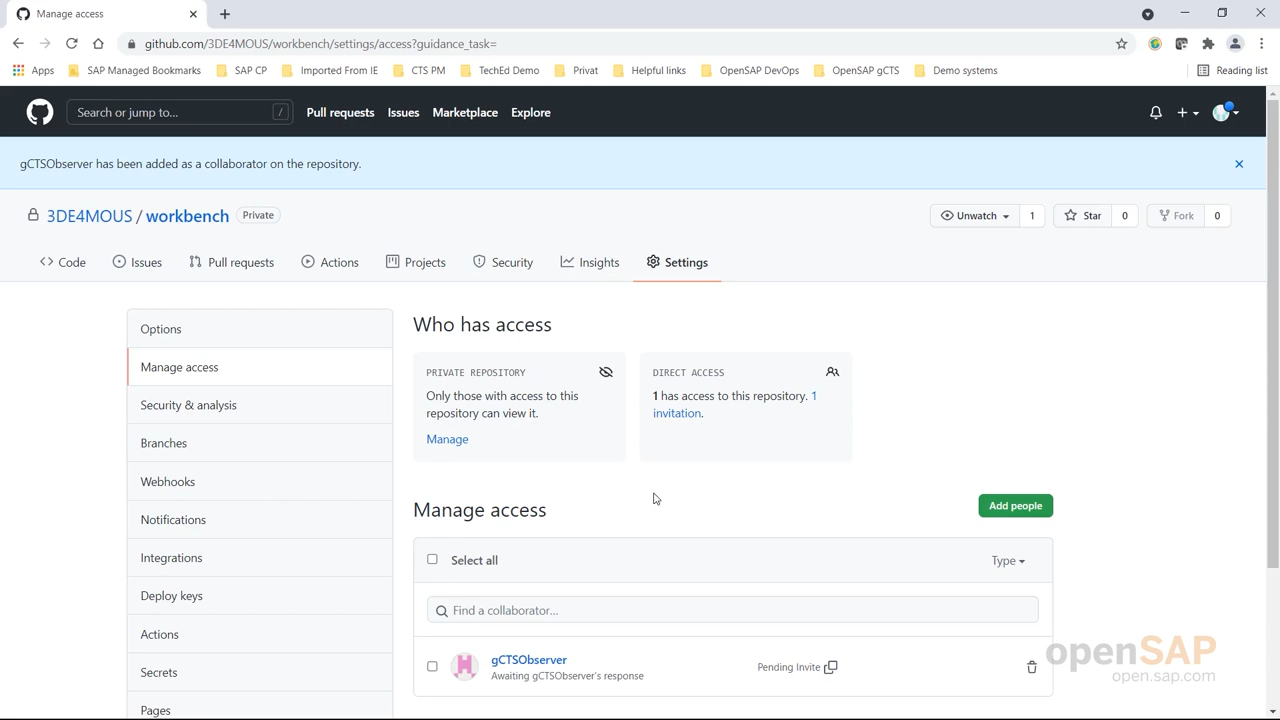 Manage access
github.com/3DE4MOUS/workbench/settings/access?guidance_task=
Apps SAP Managed Bookmarks SAP CP Imported From IE CTS PM TechEd Demo Privat Helpful links OpenSAP DevOps OpenSAP gCTS Demo systems Reading list
Search or jump to... / Pull requests Issues Marketplace Explore
gCTSObserver has been added as a collaborator on the repository.
3DE4MOUS / workbench Private Unwatch 1 Star 0 Fork 0
Code Issues Pull requests Actions Projects Security Insights Settings
Options
Manage access
Security & analysis
Branches
Webhooks
Notifications
Integrations
Deploy keys
Actions
Secrets
Pages
Who has access
PRIVATE REPOSITORY
Only those with access to this
repository can view it.
Manage
DIRECT ACCESS
1 has access to this repository. 1
invitation.
Manage access Add people
Select all Type
Find a collaborator...
gCTSObserver
Awaiting gCTSObserver's response
Pending Invite
openSAP
open.sap.com